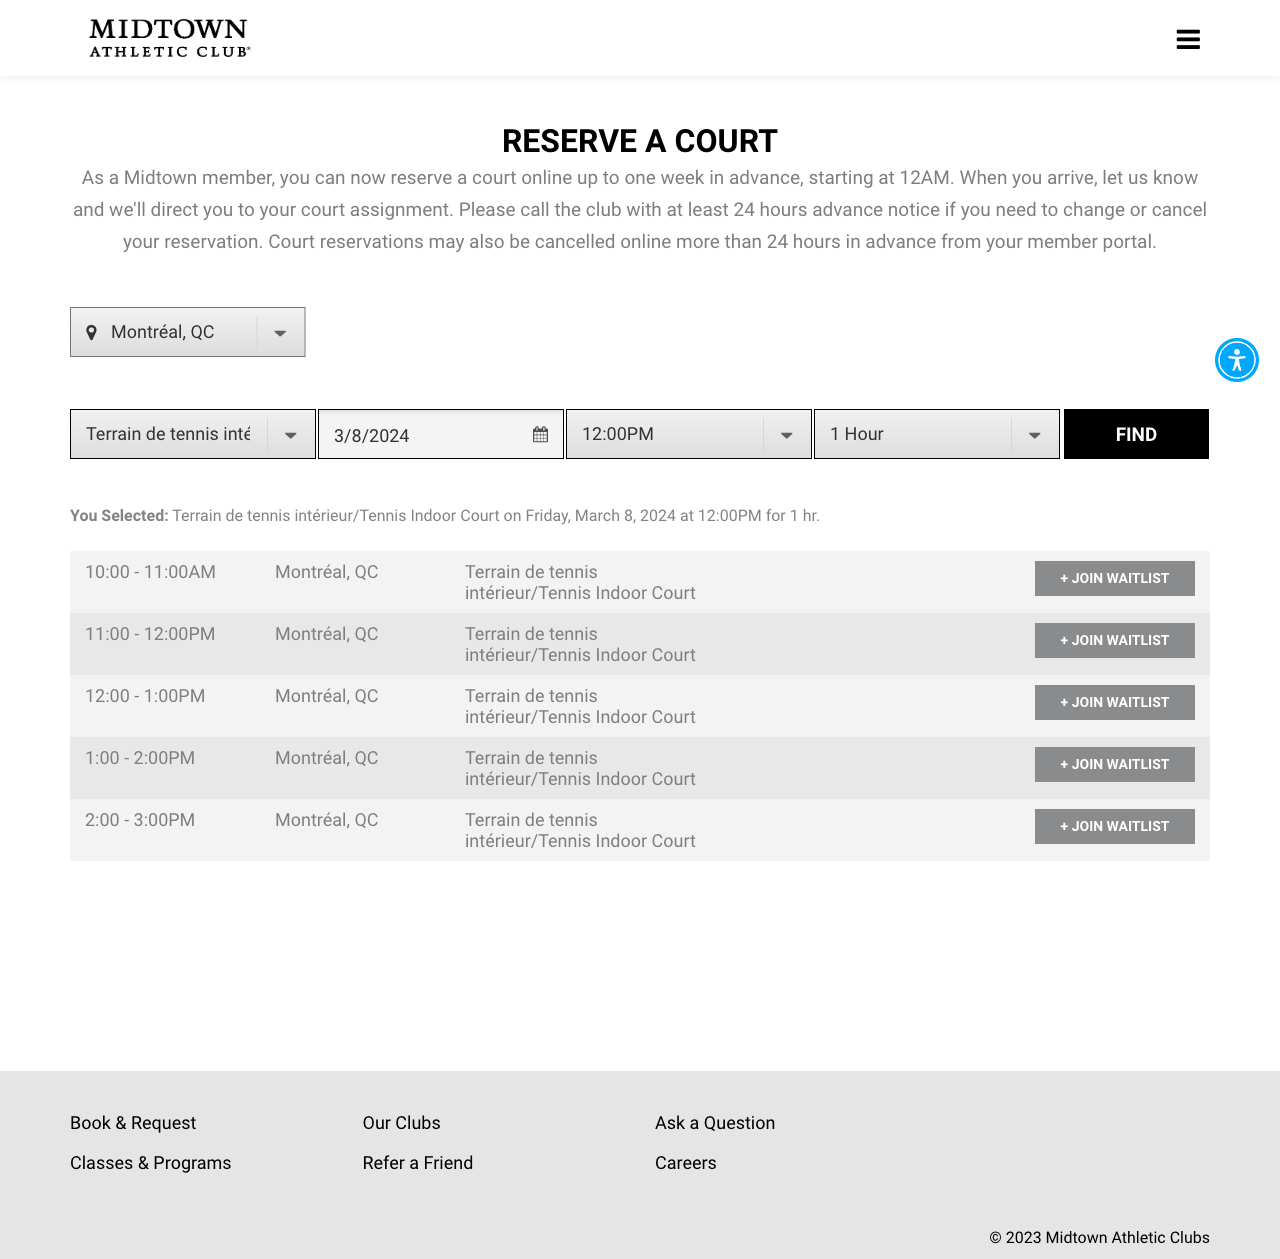 MIDTOWN
ATHLETIC CLUB®
RESERVE A COURT
As a Midtown member, you can now reserve a court online up to one week in advance, starting at 12AM. When you arrive, let us know
and we'll direct you to your court assignment. Please call the club with at least 24 hours advance notice if you need to change or cancel
your reservation. Court reservations may also be cancelled online more than 24 hours in advance from your member portal.
Montréal, QC
Terrain de tennis inté 3/8/2024 12:00PM 1 Hour FIND
You Selected: Terrain de tennis intérieur/Tennis Indoor Court on Friday, March 8, 2024 at 12:00PM for 1 hr.
10:00 - 11:00AM Montréal, QC Terrain de tennis + JOIN WAITLIST
intérieur/Tennis Indoor Court
11:00 - 12:00PM Montréal, QC Terrain de tennis + JOIN WAITLIST
intérieur/Tennis Indoor Court
12:00 - 1:00PM Montréal, QC Terrain de tennis + JOIN WAITLIST
intérieur/Tennis Indoor Court
1:00 - 2:00PM Montréal, QC Terrain de tennis + JOIN WAITLIST
intérieur/Tennis Indoor Court
2:00 - 3:00PM Montréal, QC Terrain de tennis + JOIN WAITLIST
intérieur/Tennis Indoor Court
Book & Request Our Clubs Ask a Question
Classes & Programs Refer a Friend Careers
© 2023 Midtown Athletic Clubs